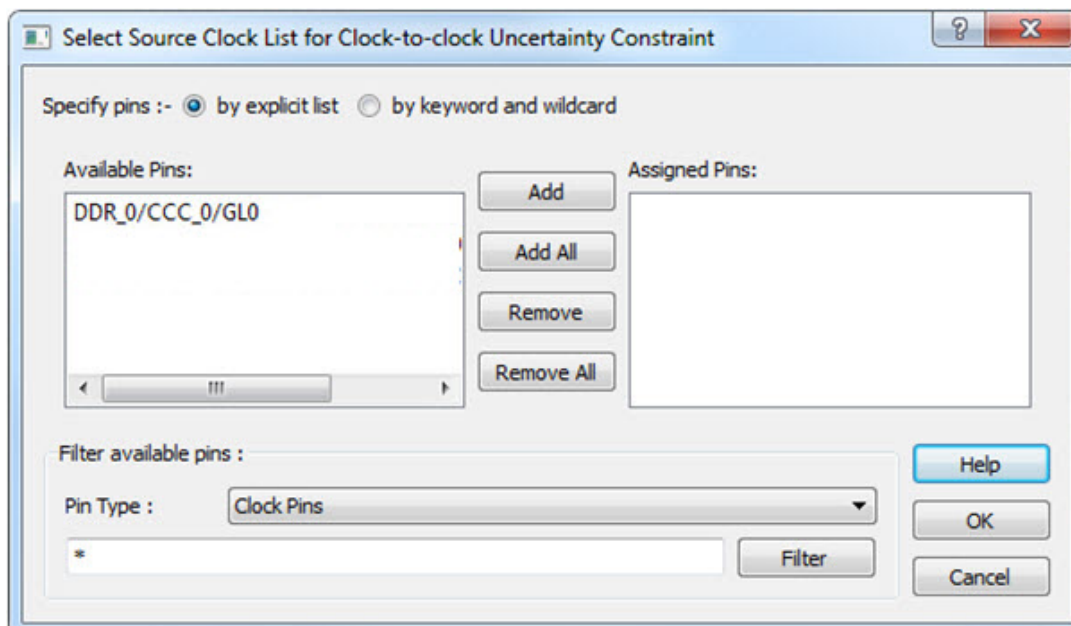 Select Source Clock List for Clock-to-clock Uncertainty Constraint
Specify pins :- by explicit list by keyword and wildcard
Available Pins:
Assigned Pins:
DDR_0/CCC_0/GL0
Add
Add All
Remove
Remove All
Filter available pins :
Pin Type :
Clock Pins
*
Filter
Help
OK
Cancel